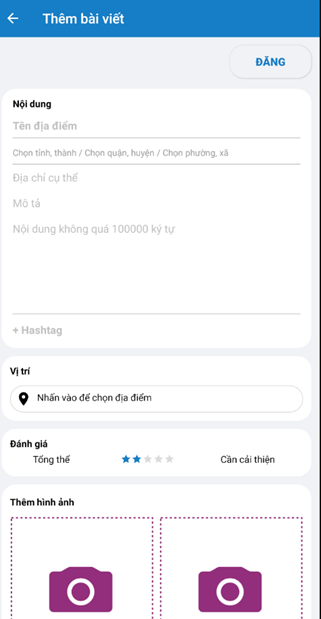 Thêm bài viết
ĐĂNG
Nội dung
Tên địa điểm
Chọn tỉnh, thành / Chọn quận, huyện / Chọn phường, xã
Địa chỉ cụ thể
Mô tả
Nội dung không quá 100000 ký tự
+ Hashtag
Vị trí
Nhấn vào để chọn địa điểm
Đánh giá
Tổng thể Cần cải thiện
Thêm hình ảnh